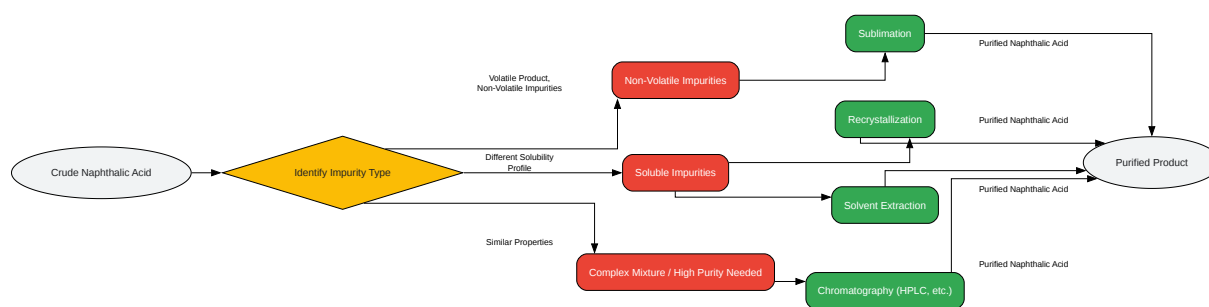 Sublimation
Purified Naphthalic Acid
Non-Volatile Impurities
Volatile Product,
Non-Volatile Impurities
Recrystallization
Purified Naphthalic Acid
Different Solubility
Profile
Crude Naphthalic Acid
Identify Impurity Type
Soluble Impurities
Purified Product
Solvent Extraction
Purified Naphthalic Acid
Similar Properties
Complex Mixture / High Purity Needed
Purified Naphthalic Acid
Chromatography (HPLC, etc.)